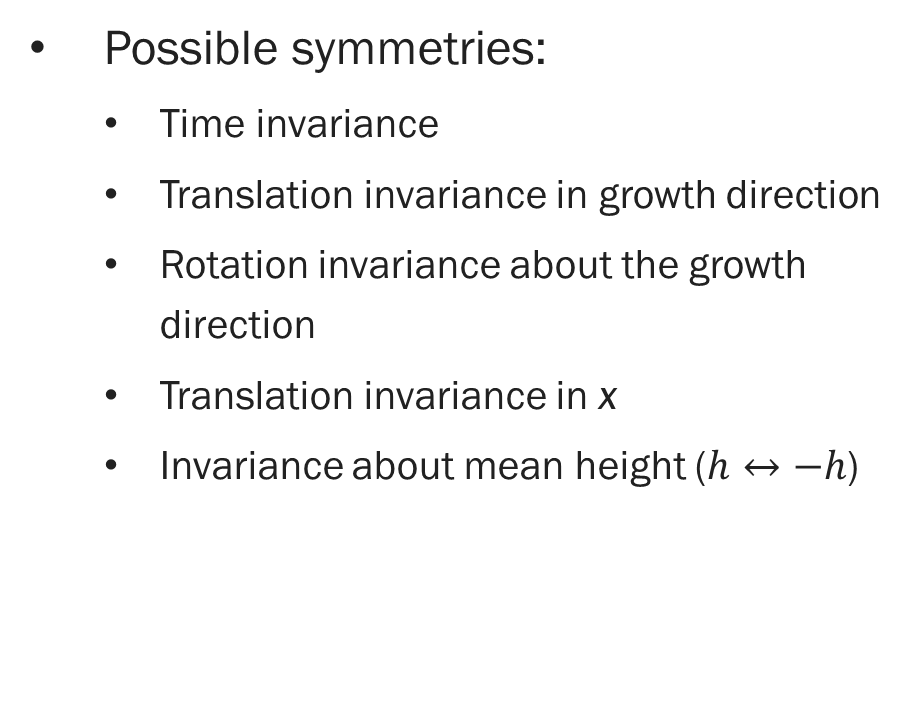 • Possible symmetries:
• Time invariance
• Translation invariance in growth direction
• Rotation invariance about the growth
direction
• Translation invariance in x
• Invariance about mean height (h ↔ −h)